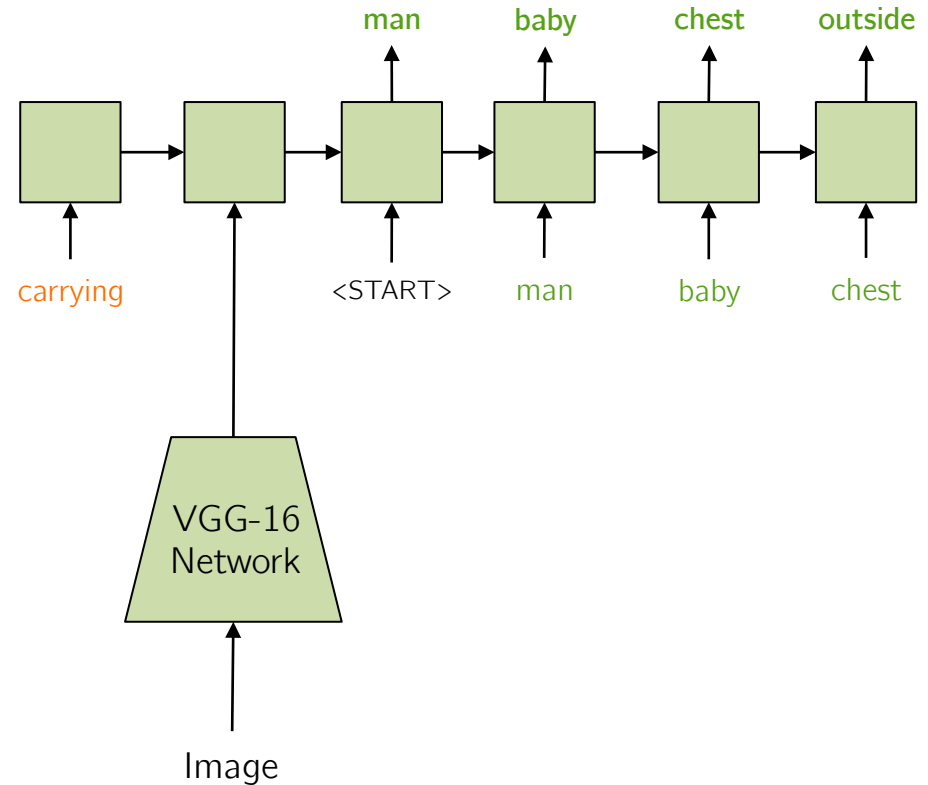 man baby chest outside
carrying <START> man baby chest
VGG-16
Network
Image